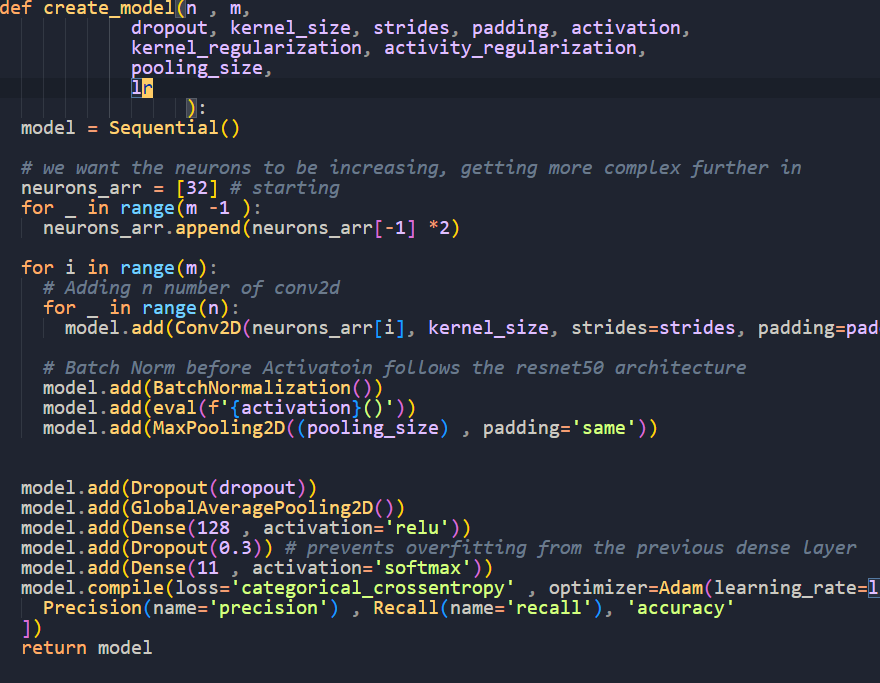 def create_model(n , m,
dropout, kernel_size, strides, padding, activation,
kernel_regularization, activity_regularization,
pooling_size,
lr
):
model = Sequential()
# we want the neurons to be increasing, getting more complex further in
neurons_arr = [32] # starting
for _ in range(m -1 ):
neurons_arr.append(neurons_arr[-1] *2)
for i in range(m):
# Adding n number of conv2d
for _ in range(n):
model.add(Conv2D(neurons_arr[i], kernel_size, strides=strides, padding=pad
# Batch Norm before Activatoin follows the resnet50 architecture
model.add(BatchNormalization())
model.add(eval(f'{activation}()'))
model.add(MaxPooling2D((pooling_size) , padding='same'))
model.add(Dropout(dropout))
model.add(GlobalAveragePooling2D())
model.add(Dense(128 , activation='relu'))
model.add(Dropout(0.3)) # prevents overfitting from the previous dense layer
model.add(Dense(11 , activation='softmax'))
model.compile(loss='categorical_crossentropy' , optimizer=Adam(learning_rate=l
Precision(name='precision') , Recall(name='recall'), 'accuracy'
])
return model